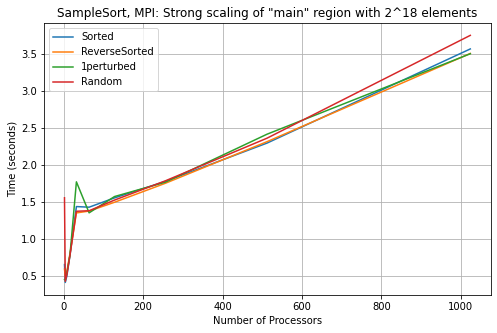 SampleSort, MPI: Strong scaling of "main" region with 2^18 elements
Sorted
ReverseSorted
1perturbed
Random
Time (seconds)
3.5
3.0
2.5
2.0
1.5
1.0
0.5
0 200 400 600 800 1000
Number of Processors